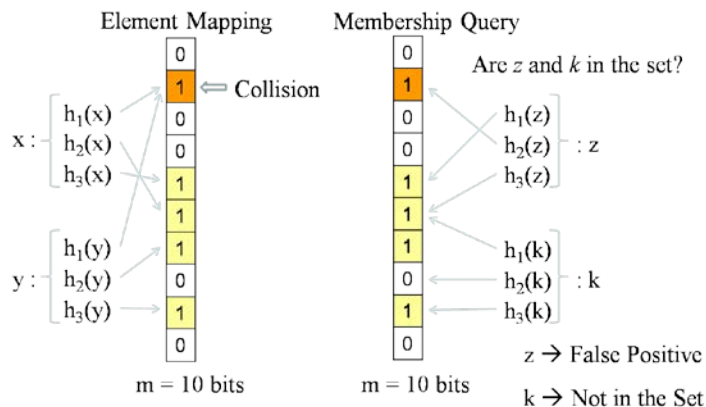 Element Mapping
Membership Query
0
1
0
0
1
1
1
0
1
0
Collision
x :
h₁(x)
h₂(x)
h₃(x)
y :
h₁(y)
h₂(y)
h₃(y)
m = 10 bits
0
1
0
0
1
1
1
0
1
0
Are z and k in the set?
h₁(z)
h₂(z)
h₃(z)
: z
h₁(k)
h₂(k)
h₃(k)
: k
m = 10 bits
z → False Positive
k → Not in the Set